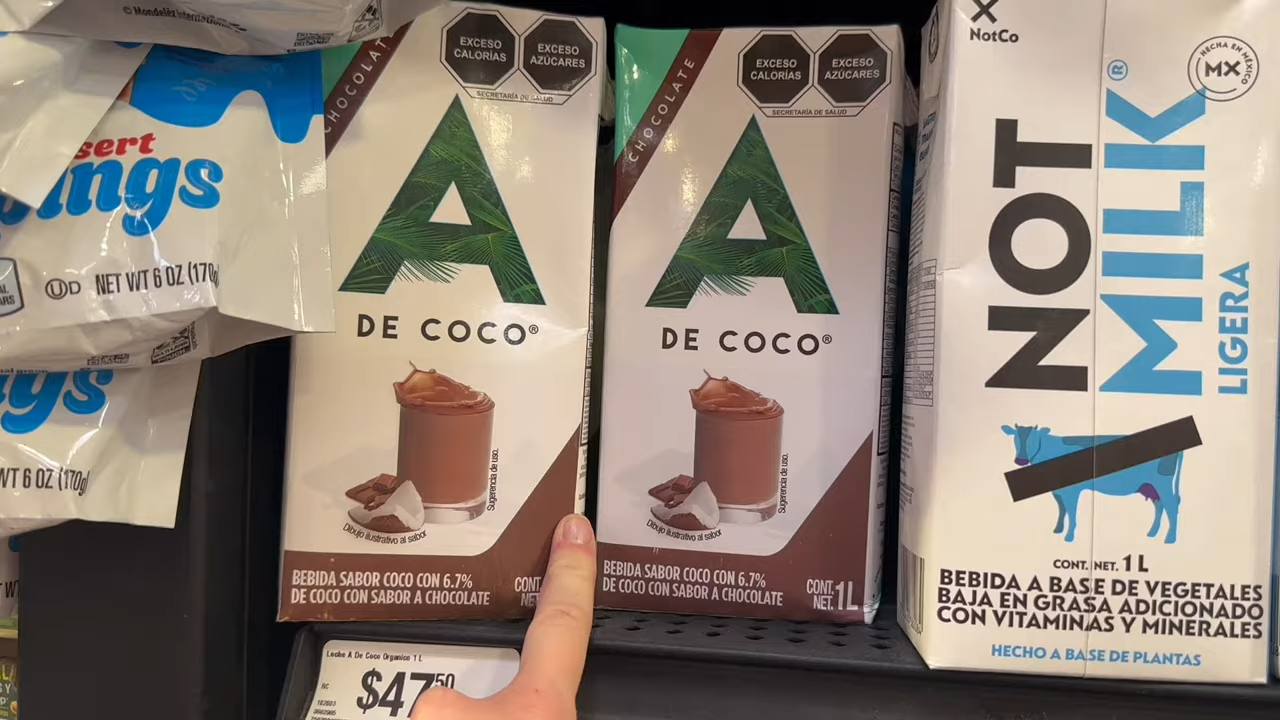 © Mondelēz International
sert
ings
UD NET WT 6 OZ (170g
WT 6 OZ (170g)
CHOCOLAT
EXCESO
CALORÍAS
EXCESO
AZÚCARES
SECRETARÍA DE SALUD
A
DE COCO®
Sugerencia de uso.
Dibujo ilustrativo al sabor
BEBIDA SABOR COCO CON 6.7%
DE COCO CON SABOR A CHOCOLATE
CONT.
NET.
CHOCOLATE
EXCESO
CALORÍAS
EXCESO
AZÚCARES
SECRETARÍA DE SALUD
A
DE COCO®
Sugerencia de uso.
Dibujo ilustrativo al sabor
BEBIDA SABOR COCO CON 6.7%
DE COCO CON SABOR A CHOCOLATE
CONT.
NET. 1L
NotCo
HECHA EN MÉXICO
MX
NOT
MILK®
LIGERA
CONT. NET. 1 L
BEBIDA A BASE DE VEGETALES
BAJA EN GRASA ADICIONADO
CON VITAMINAS Y MINERALES
HECHO A BASE DE PLANTAS
Leche A De Coco Organico 1 L
$47.50